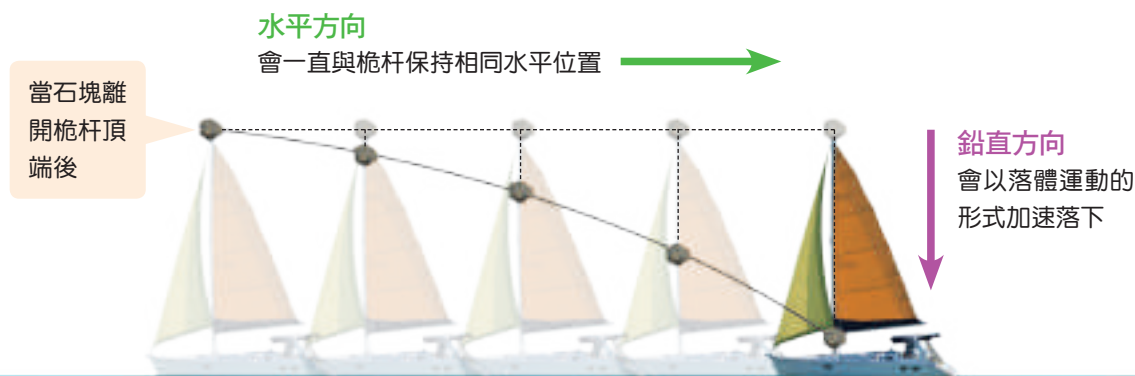 水平方向
會一直與桅杆保持相同水平位置
當石塊離
開桅杆頂
端後
鉛直方向
會以落體運動的
形式加速落下